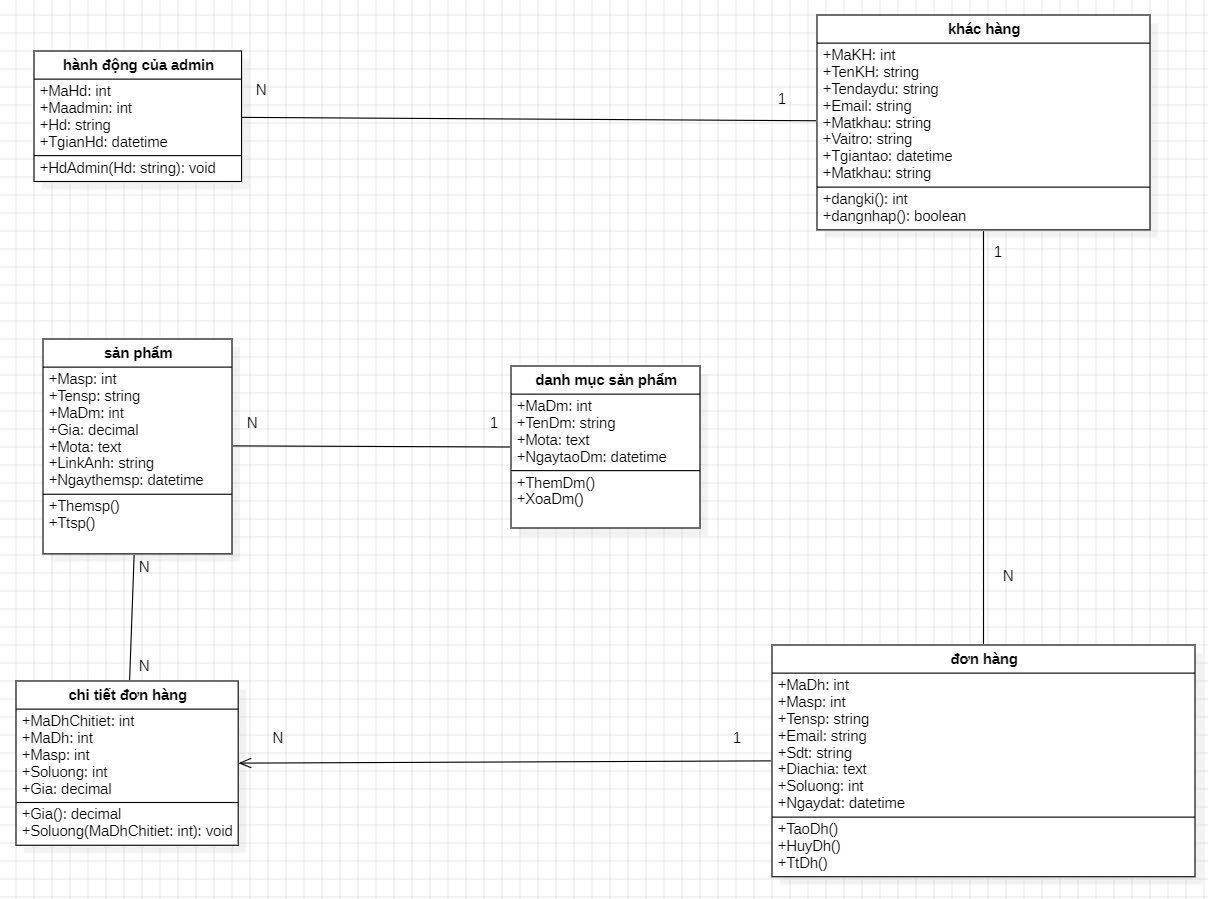 khác hàng
+MaKH: int
+TenKH: string
+Tendaydu: string
+Email: string
+Matkhau: string
+Vaitro: string
+Tgiantao: datetime
+Matkhau: string
+dangki(): int
+dangnhap(): boolean
hành động của admin
+MaHd: int
+Maadmin: int
+Hd: string
+TgianHd: datetime
+HdAdmin(Hd: string): void
N
1
1
N
sản phẩm
+Masp: int
+Tensp: string
+MaDm: int
+Gia: decimal
+Mota: text
+LinkAnh: string
+Ngaythemsp: datetime
+Themsp()
+Ttsp()
N
1
danh mục sản phẩm
+MaDm: int
+TenDm: string
+Mota: text
+NgaytaoDm: datetime
+ThemDm()
+XoaDm()
N
N
chi tiết đơn hàng
+MaDhChitiet: int
+MaDh: int
+Masp: int
+Soluong: int
+Gia: decimal
+Gia(): decimal
+Soluong(MaDhChitiet: int): void
N
1
đơn hàng
+MaDh: int
+Masp: int
+Tensp: string
+Email: string
+Sdt: string
+Diachia: text
+Soluong: int
+Ngaydat: datetime
+TaoDh()
+HuyDh()
+TtDh()